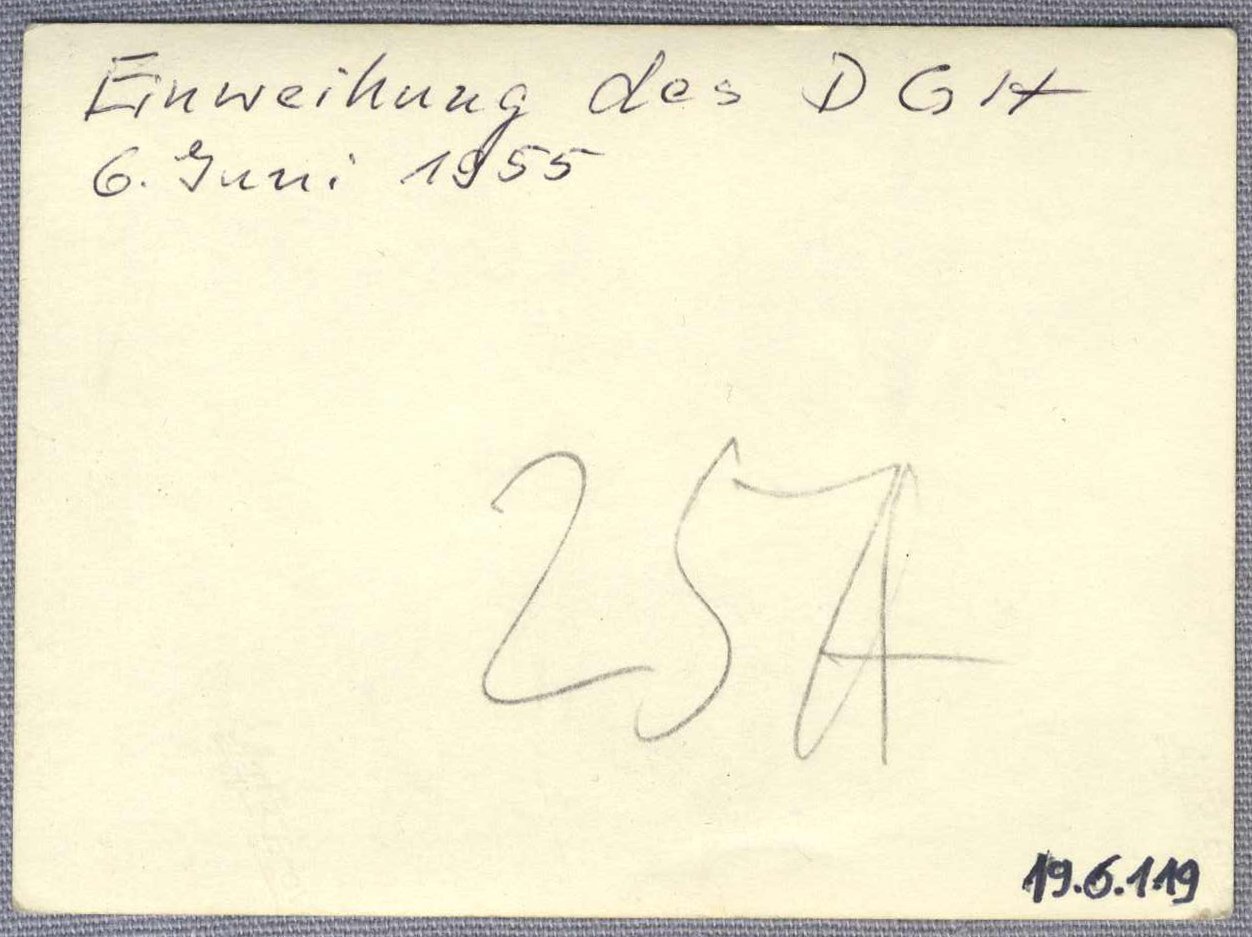 Einweihung des DGH
6. Juni 1955
25A
19.6.119